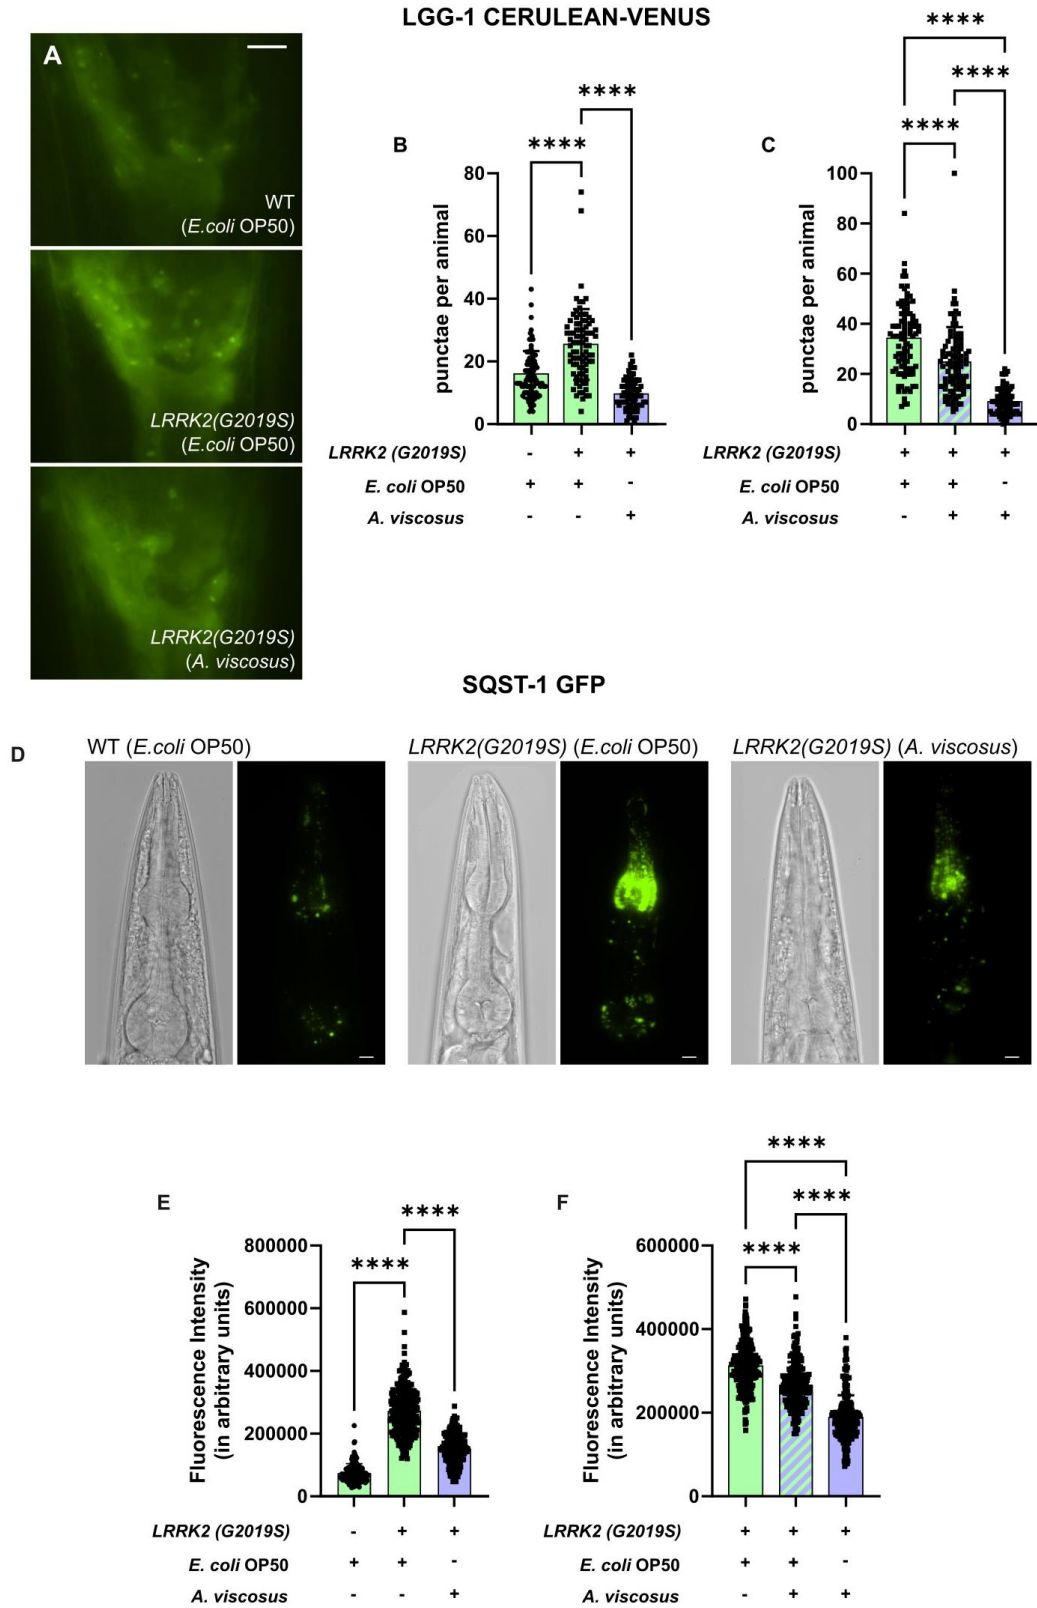 LGG-1 CERULEAN-VENUS
A
WT
(E.coli OP50)
LRRK2(G2019S)
(E.coli OP50)
LRRK2(G2019S)
(A. viscosus)
B
****
****
punctae per animal
80
60
40
20
0
LRRK2 (G2019S) - + +
E. coli OP50 + + -
A. viscosus - - +
C
****
****
****
punctae per animal
100
80
60
40
20
0
LRRK2 (G2019S) + + +
E. coli OP50 + + -
A. viscosus - + +
SQST-1 GFP
D
WT (E.coli OP50)
LRRK2(G2019S) (E.coli OP50)
LRRK2(G2019S) (A. viscosus)
E
****
****
Fluorescence Intensity
(in arbitrary units)
800000
600000
400000
200000
0
LRRK2 (G2019S) - + +
E. coli OP50 + + -
A. viscosus - - +
F
****
****
****
Fluorescence Intensity
(in arbitrary units)
600000
400000
200000
0
LRRK2 (G2019S) + + +
E. coli OP50 + + -
A. viscosus - + +